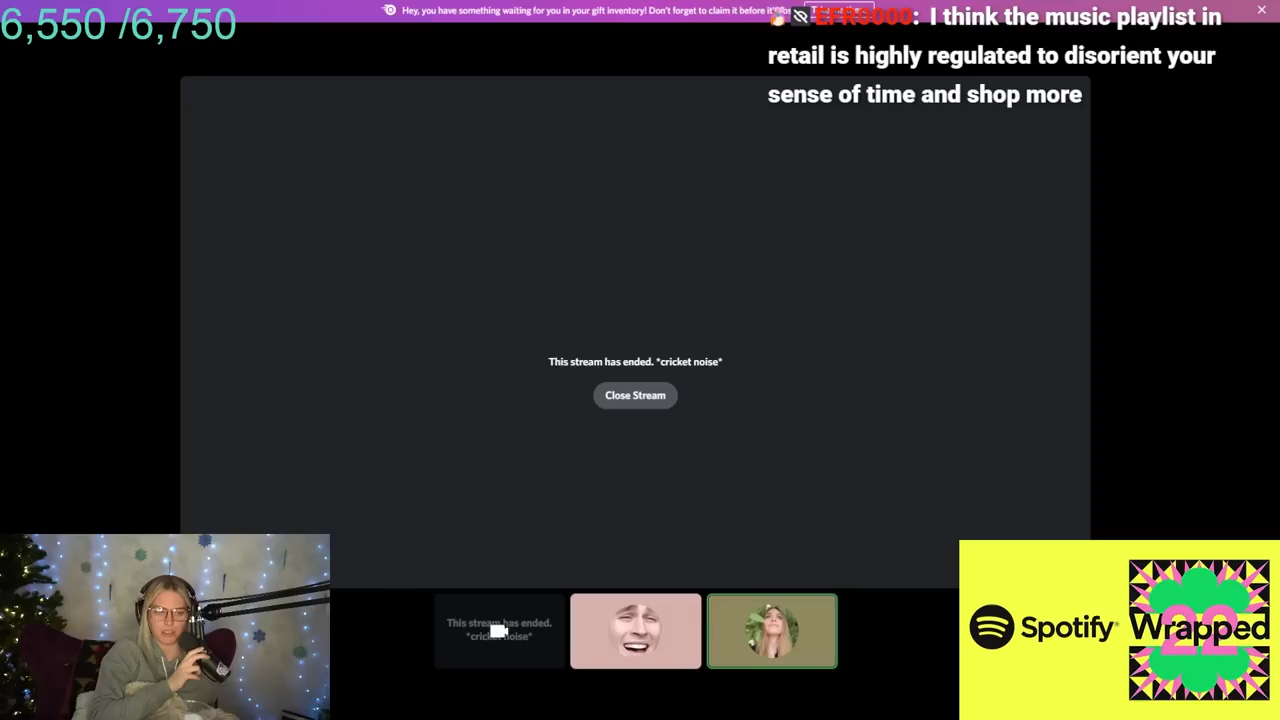 6,550 /6,750
Hey, you have something waiting for you in your gift inventory! Don't forget to claim it before it
EFR0000: I think the music playlist in
retail is highly regulated to disorient your
sense of time and shop more
This stream has ended. *cricket noise*
Close Stream
This stream has ended.
*cricket noise*
Spotify
Wrapped
22